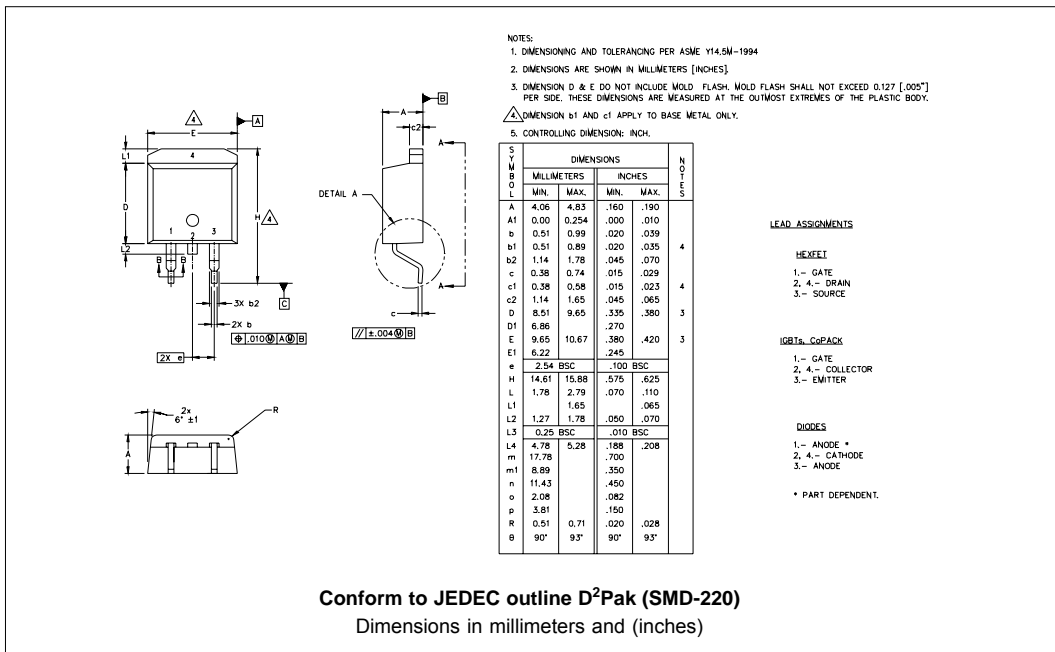 NOTES:
1. DIMENSIONING AND TOLERANCING PER ASME Y14.5M-1994
2. DIMENSIONS ARE SHOWN IN MILLIMETERS [INCHES].
3. DIMENSION D & E DO NOT INCLUDE MOLD FLASH. MOLD FLASH SHALL NOT EXCEED 0.127 [.005"]
PER SIDE. THESE DIMENSIONS ARE MEASURED AT THE OUTMOST EXTREMES OF THE PLASTIC BODY.
4. DIMENSION b1 AND c1 APPLY TO BASE METAL ONLY.
5. CONTROLLING DIMENSION: INCH.
4
E
A
L1
4
D
H
4
1
2
3
L2
B
B
C
3X b2
2X b
⌖ .010 Ⓜ A Ⓜ B
2X e
A
B
c2
A
DETAIL A
A
c
// ±.004 Ⓜ B
2x
6° ±1
R
A
SYMBOL DIMENSIONS NOTES
MILLIMETERS INCHES
MIN. MAX. MIN. MAX.
A 4.06 4.83 .160 .190
A1 0.00 0.254 .000 .010
b 0.51 0.99 .020 .039
b1 0.51 0.89 .020 .035 4
b2 1.14 1.78 .045 .070
c 0.38 0.74 .015 .029
c1 0.38 0.58 .015 .023 4
c2 1.14 1.65 .045 .065
D 8.51 9.65 .335 .380 3
D1 6.86 .270
E 9.65 10.67 .380 .420 3
E1 6.22 .245
e 2.54 BSC .100 BSC
H 14.61 15.88 .575 .625
L 1.78 2.79 .070 .110
L1 1.65 .065
L2 1.27 1.78 .050 .070
L3 0.25 BSC .010 BSC
L4 4.78 5.28 .188 .208
m 17.78 .700
m1 8.89 .350
n 11.43 .450
o 2.08 .082
p 3.81 .150
R 0.51 0.71 .020 .028
θ 90° 93° 90° 93°
LEAD ASSIGNMENTS
HEXFET
1.- GATE
2, 4.- DRAIN
3.- SOURCE
IGBTs, CoPACK
1.- GATE
2, 4.- COLLECTOR
3.- EMITTER
DIODES
1.- ANODE *
2, 4.- CATHODE
3.- ANODE
* PART DEPENDENT.
Conform to JEDEC outline D²Pak (SMD-220)
Dimensions in millimeters and (inches)